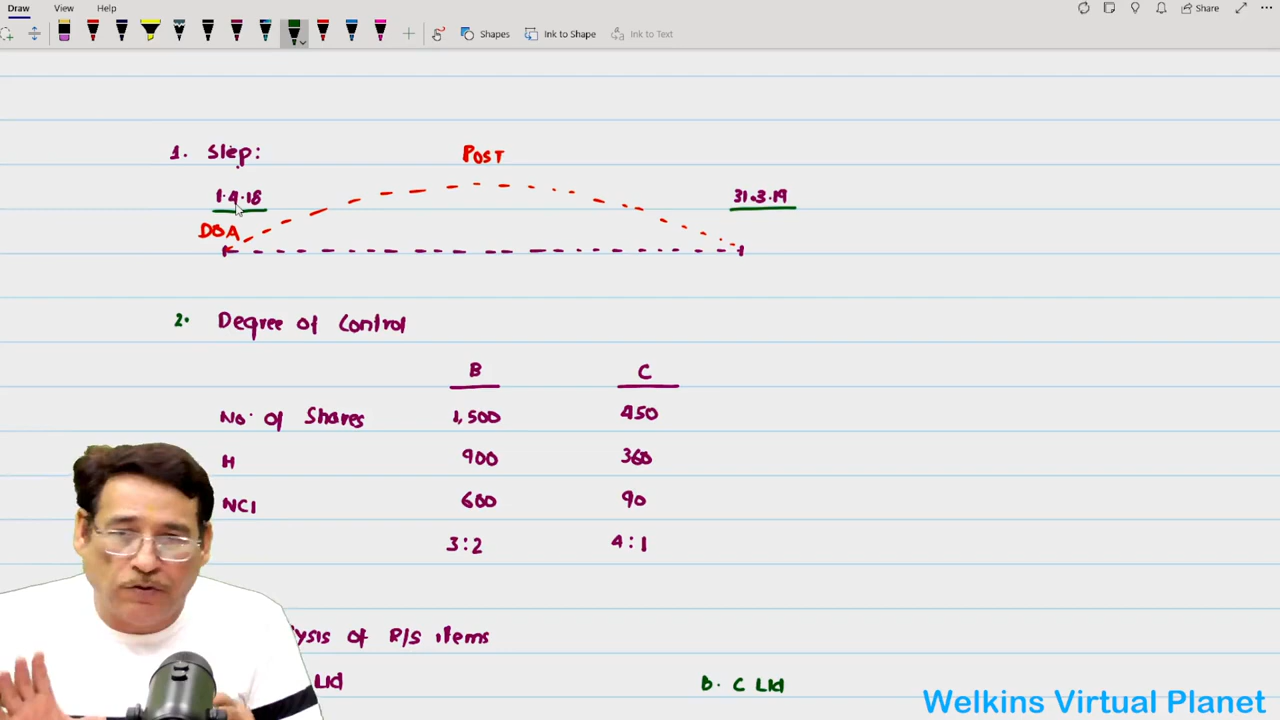 Draw View Help Share
Shapes Ink to Shape Ink to Text
1. Step: POST
1.4.18 31.3.19
DOA
2. Degree of Control
B C
No. of Shares 1,500 450
H 900 360
NCI 600 90
3:2 4:1
lysis of R/S items
Ltd b. C Ltd
Welkins Virtual Planet